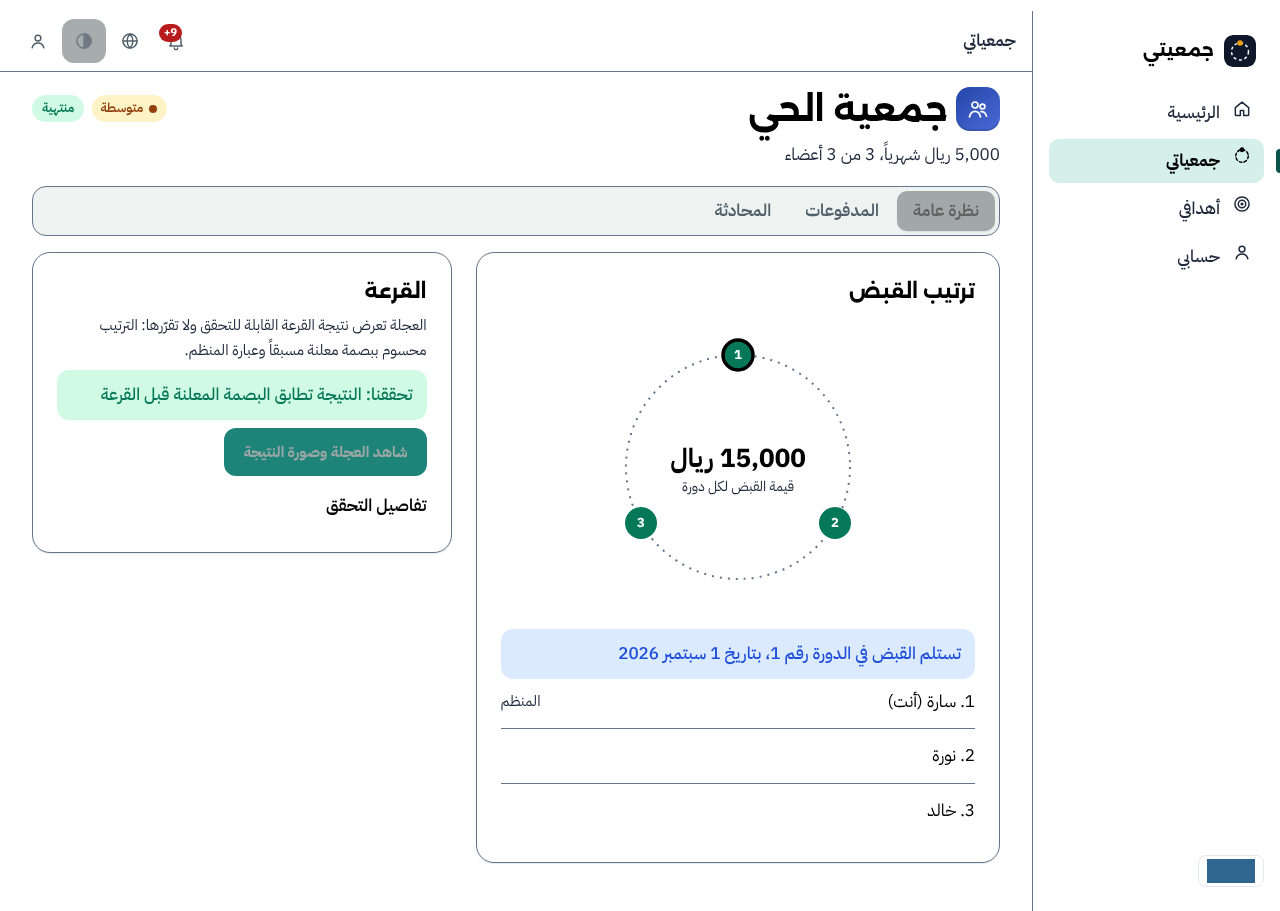 جمعيتي
الرئيسية
جمعياتي
أهدافي
حسابي
جمعياتي
+9
جمعية الحي
متوسطة
منتهية
5,000 ريال شهرياً، 3 من 3 أعضاء
نظرة عامة
المدفوعات
المحادثة
ترتيب القبض
1
15,000 ريال
قيمة القبض لكل دورة
2
3
تستلم القبض في الدورة رقم 1، بتاريخ 1 سبتمبر 2026
1. سارة (أنت)
المنظم
2. نورة
3. خالد
القرعة
العجلة تعرض نتيجة القرعة القابلة للتحقق ولا تقرّرها: الترتيب
محسوم ببصمة معلنة مسبقاً وعبارة المنظم.
تحققنا: النتيجة تطابق البصمة المعلنة قبل القرعة
شاهد العجلة وصورة النتيجة
تفاصيل التحقق